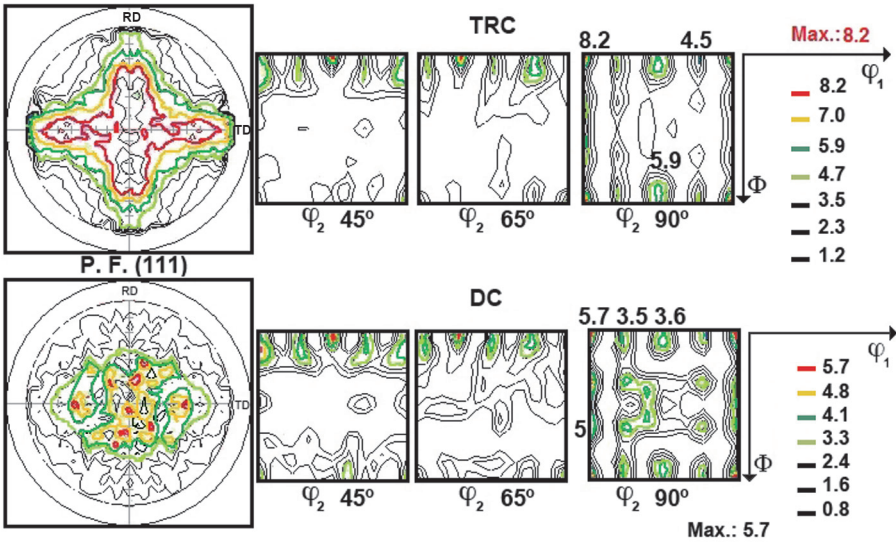 RD
TRC
8.2 4.5
Max.:8.2
φ1
TD
8.2
7.0
5.9
4.7
3.5
2.3
1.2
5.9
Φ
φ2 45º
φ2 65º
φ2 90º
P. F. (111)
RD
DC
5.7 3.5 3.6
φ1
TD
5
5.7
4.8
4.1
3.3
2.4
1.6
0.8
Φ
φ2 45º
φ2 65º
φ2 90º
Max.: 5.7